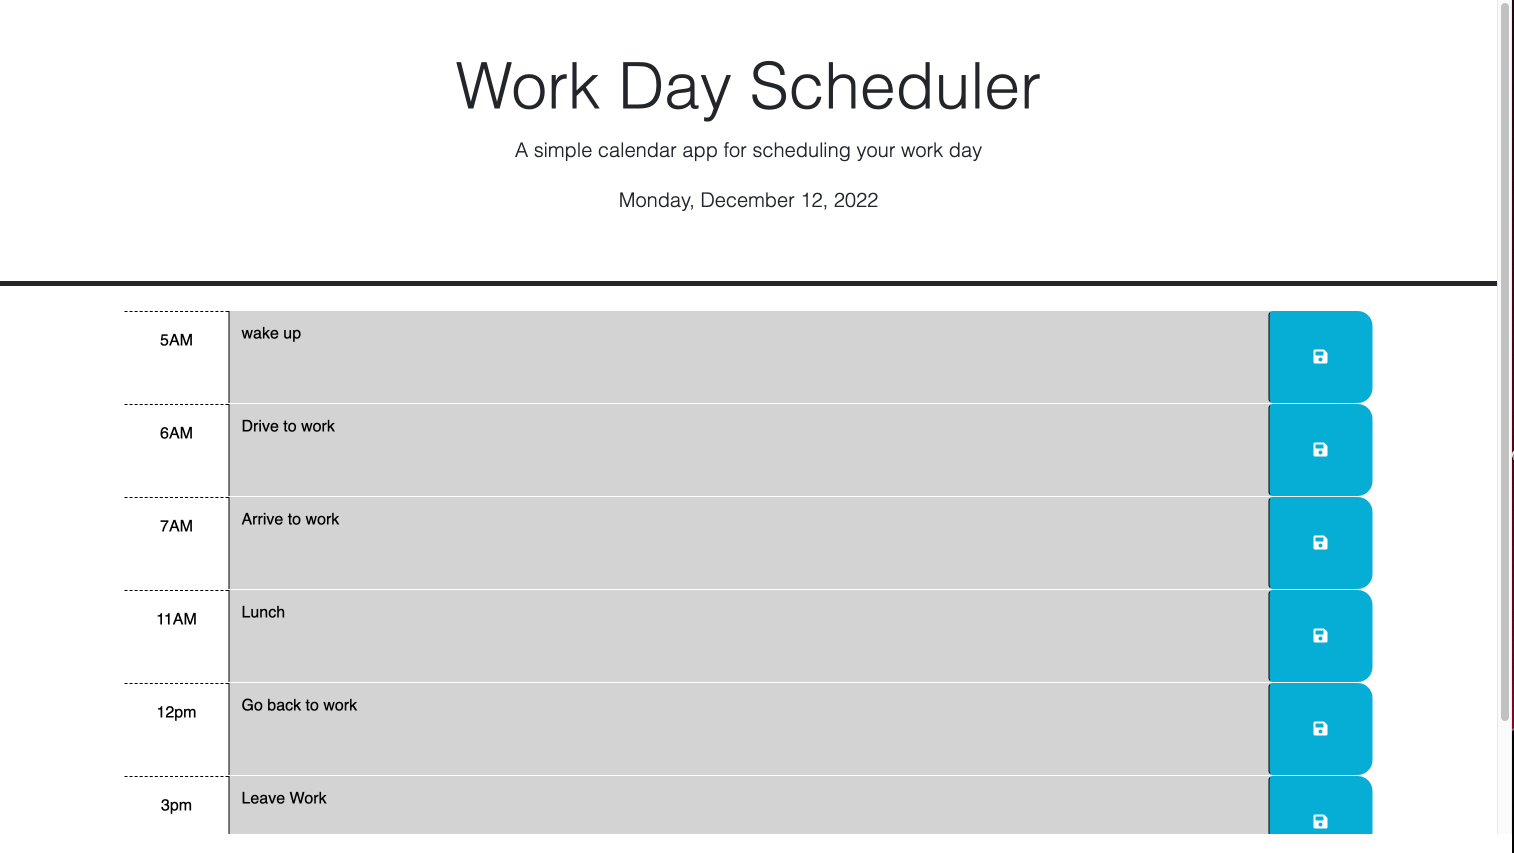 Work Day Scheduler
A simple calendar app for scheduling your work day
Monday, December 12, 2022
5AM wake up
6AM Drive to work
7AM Arrive to work
11AM Lunch
12pm Go back to work
3pm Leave Work